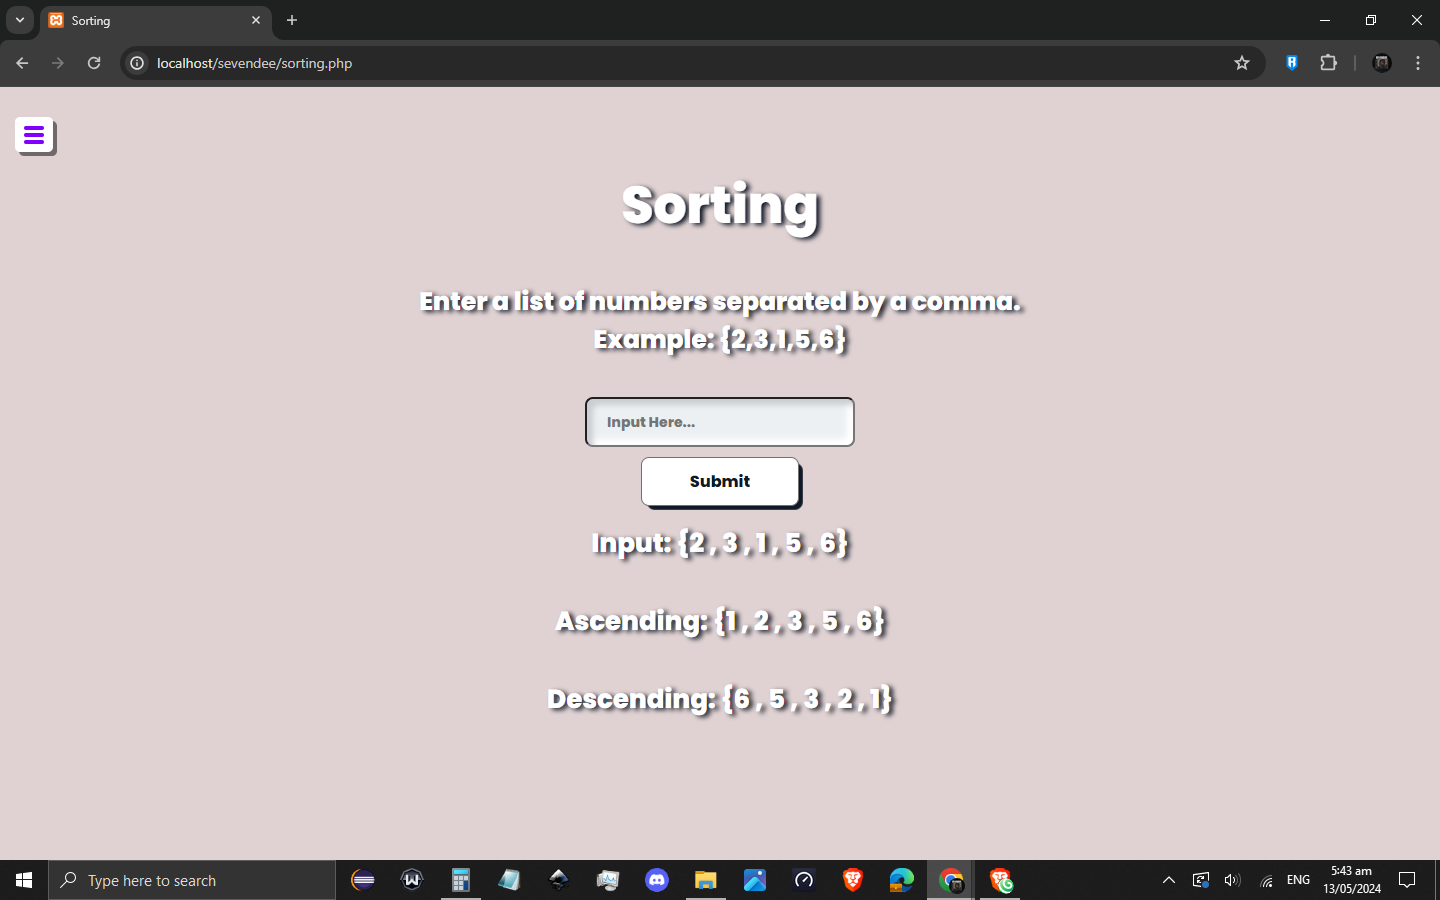 Sorting
localhost/sevendee/sorting.php
Sorting
Enter a list of numbers separated by a comma.
Example: {2,3,1,5,6}
Input Here...
Submit
Input: {2 , 3 , 1 , 5 , 6}
Ascending: {1 , 2 , 3 , 5 , 6}
Descending: {6 , 5 , 3 , 2 , 1}
Type here to search
ENG
5:43 am
13/05/2024